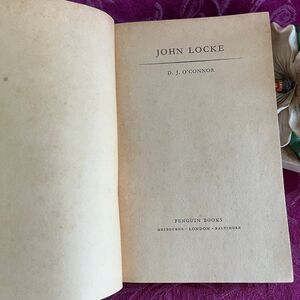 JOHN LOCKE
D. J. O'CONNOR
PENGUIN BOOKS
MELBOURNE · LONDON · BALTIMORE